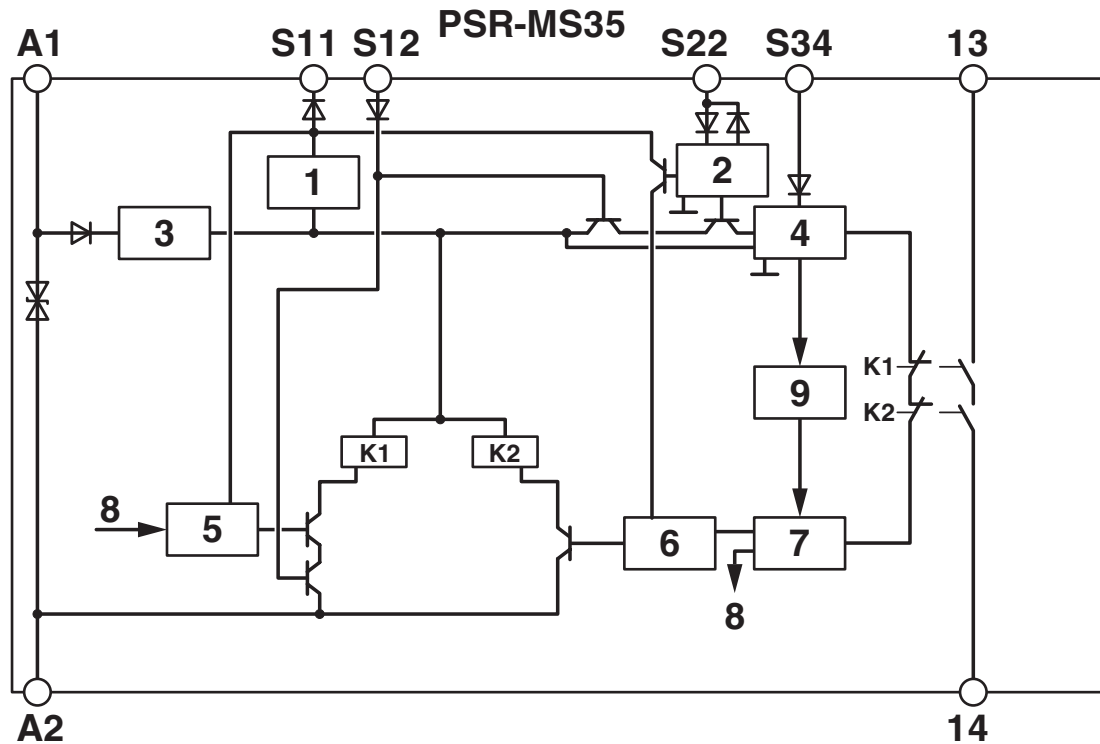 PSR-MS35
A1 S11 S12 S22 S34 13
1 2
3 4
K1
9
K2
K1 K2
8
5 6 7
8
A2 14